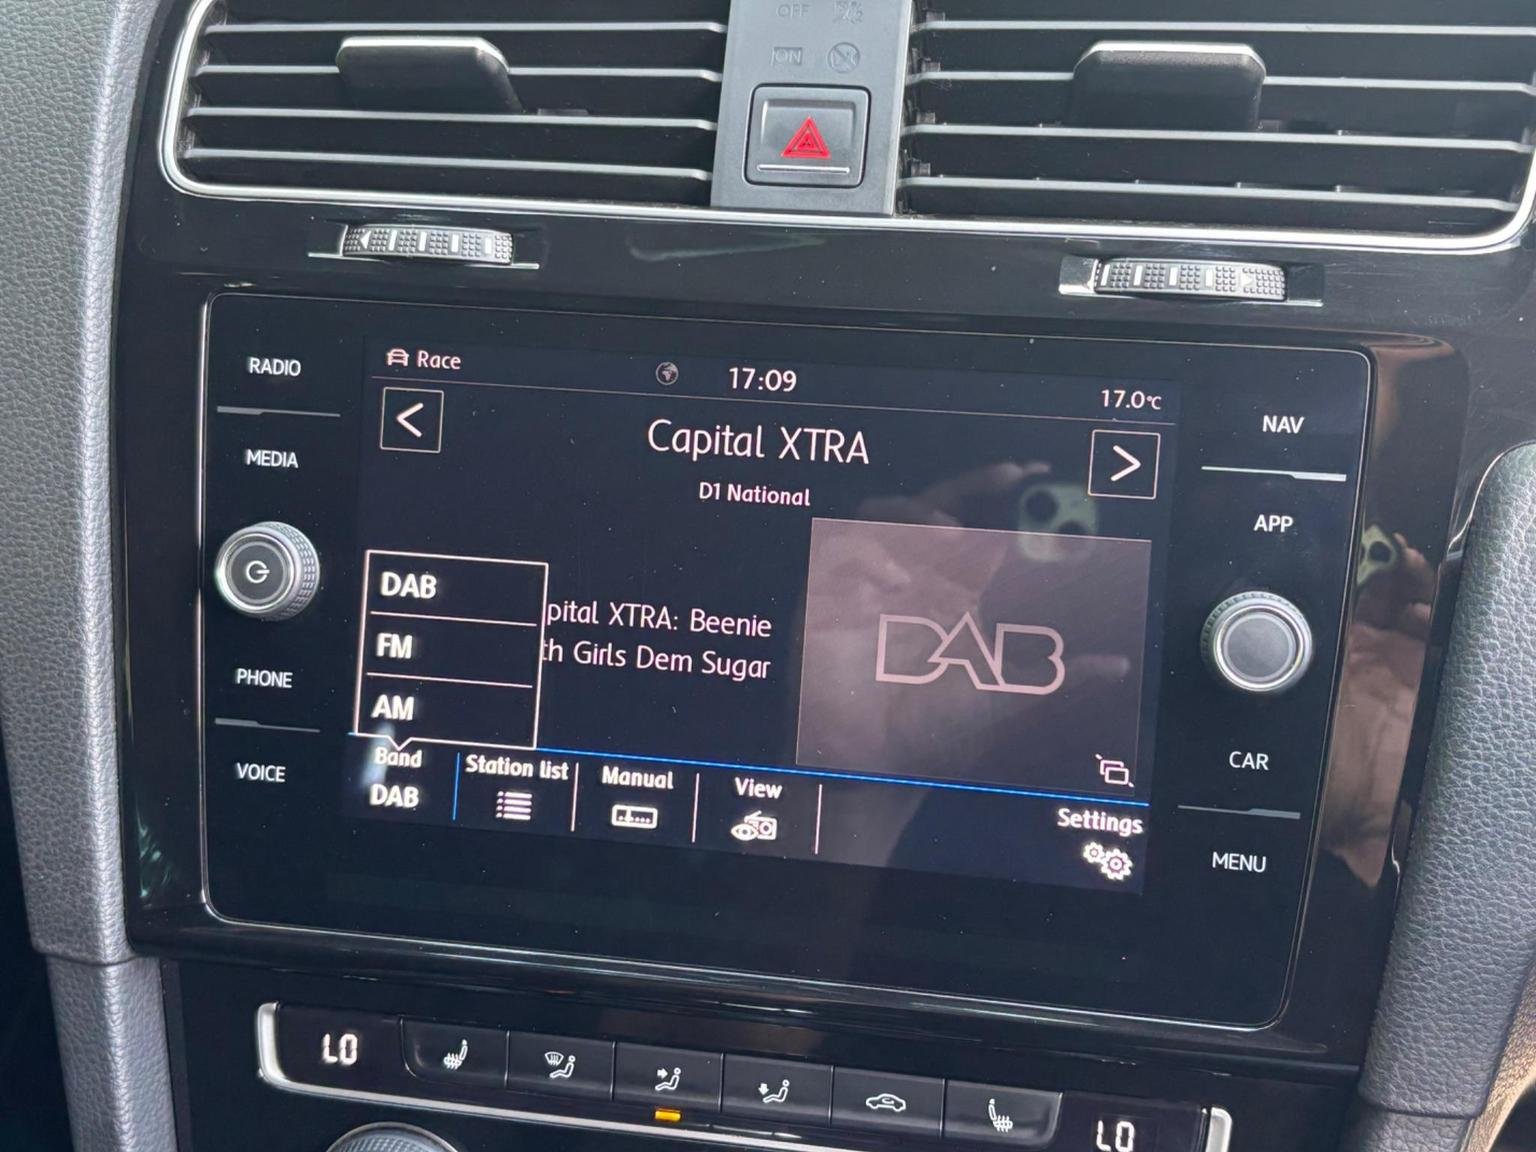 OFF
ON
RADIO
MEDIA
PHONE
VOICE
Race
17:09
17.0°C
Capital XTRA
D1 National
DAB
FM
AM
pital XTRA: Beenie
th Girls Dem Sugar
DAB
Band
DAB
Station list
Manual
View
Settings
NAV
APP
CAR
MENU
LO
LO